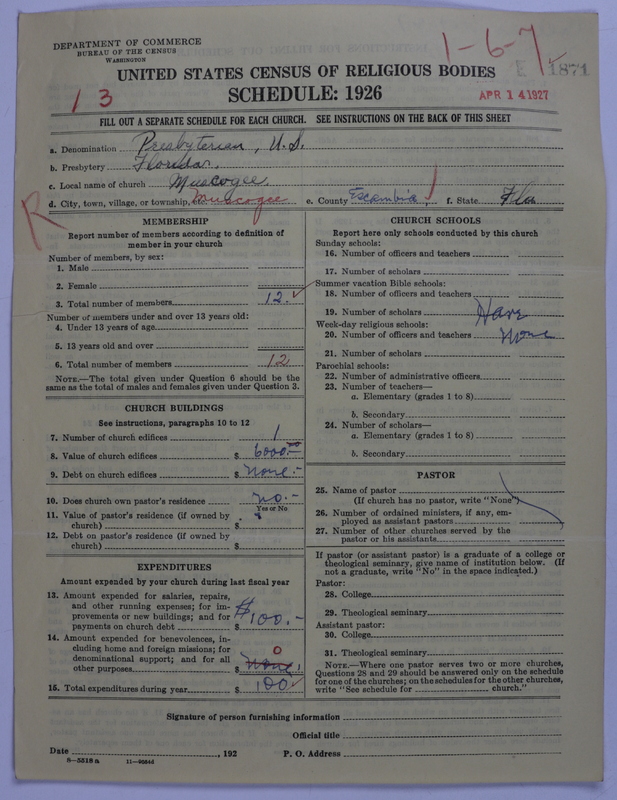 DEPARTMENT OF COMMERCE
BUREAU OF THE CENSUS
WASHINGTON
1-6-7
1871
UNITED STATES CENSUS OF RELIGIOUS BODIES
SCHEDULE: 1926
13
APR 14 1927
FILL OUT A SEPARATE SCHEDULE FOR EACH CHURCH. SEE INSTRUCTIONS ON THE BACK OF THIS SHEET
a. Denomination Presbyterian, U.S.
b. Presbytery Florida.
c. Local name of church Muscogee.
d. City, town, village, or township, etc. Muscogee e. County Escambia, f. State Fla
R
MEMBERSHIP
Report number of members according to definition of
member in your church
Number of members, by sex:
1. Male
2. Female
3. Total number of members 12.
Number of members under and over 13 years old:
4. Under 13 years of age
5. 13 years old and over
6. Total number of members 12
NOTE.—The total given under Question 6 should be the
same as the total of males and females given under Question 3.
CHURCH BUILDINGS
See instructions, paragraphs 10 to 12
7. Number of church edifices 1
8. Value of church edifices $ 6000.00
9. Debt on church edifices $ None.-
10. Does church own pastor's residence no.-
Yes or No
11. Value of pastor's residence (if owned by
church) $
12. Debt on pastor's residence (if owned by
church) $
EXPENDITURES
Amount expended by your church during last fiscal year
13. Amount expended for salaries, repairs,
and other running expenses; for im-
provements or new buildings; and for
payments on church debt $ $100.-
14. Amount expended for benevolences, in-
cluding home and foreign missions; for
denominational support; and for all 0
other purposes $ None.
15. Total expenditures during year $ 100
CHURCH SCHOOLS
Report here only schools conducted by this church
Sunday schools:
16. Number of officers and teachers
17. Number of scholars
Summer vacation Bible schools:
18. Number of officers and teachers
19. Number of scholars Have
Week-day religious schools:
20. Number of officers and teachers None
21. Number of scholars
Parochial schools:
22. Number of administrative officers
23. Number of teachers—
a. Elementary (grades 1 to 8)
b. Secondary
24. Number of scholars—
a. Elementary (grades 1 to 8)
b. Secondary
PASTOR
25. Name of pastor
(If church has no pastor, write "None")
26. Number of ordained ministers, if any, em-
ployed as assistant pastors
27. Number of other churches served by the
pastor or his assistants
If pastor (or assistant pastor) is a graduate of a college or
theological seminary, give name of institution below. (If
not a graduate, write "No" in the space indicated.)
Pastor:
28. College
29. Theological seminary
Assistant pastor:
30. College
31. Theological seminary
NOTE.—Where one pastor serves two or more churches,
Questions 28 and 29 should be answered only on the schedule
for one of the churches; on the schedules for the other churches,
write "See schedule for church."
Signature of person furnishing information
Official title
Date , 192 P. O. Address
8—5518 a